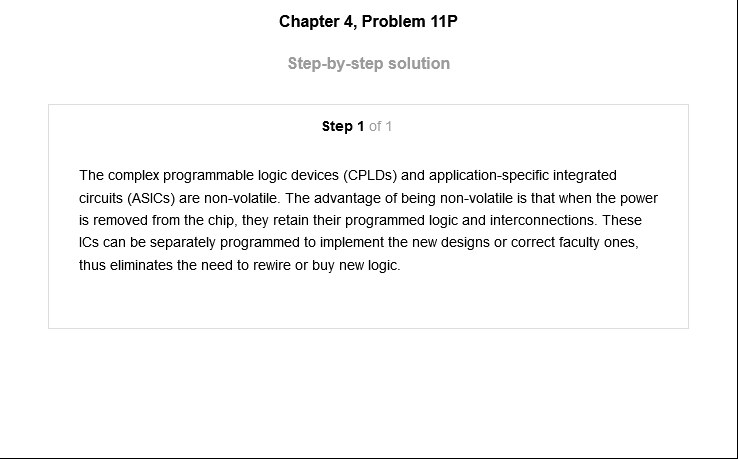 Chapter 4, Problem 11P
Step-by-step solution
Step 1 of 1
The complex programmable logic devices (CPLDs) and application-specific integrated
circuits (ASICs) are non-volatile. The advantage of being non-volatile is that when the power
is removed from the chip, they retain their programmed logic and interconnections. These
ICs can be separately programmed to implement the new designs or correct faculty ones,
thus eliminates the need to rewire or buy new logic.